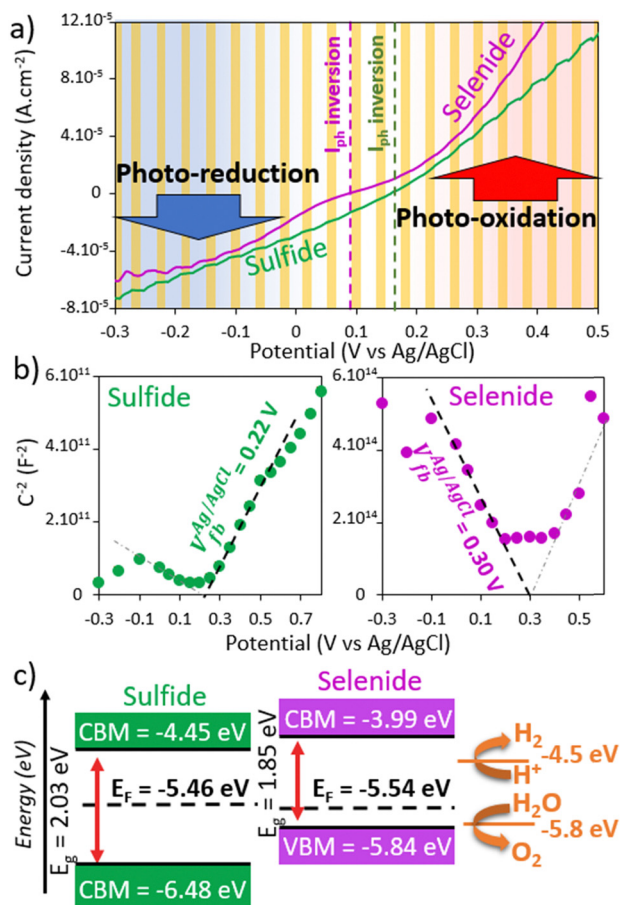 a)
12.10-5
8.10-5
4.10-5
0
-4.10-5
-8.10-5
Current density (A.cm-2)
Iph inversion
Iph inversion
Selenide
Photo-reduction
Photo-oxidation
Sulfide
-0.3 -0.2 -0.1 0 0.1 0.2 0.3 0.4 0.5
Potential (V vs Ag/AgCl)
b)
6.1011
4.1011
2.1011
0
C-2 (F-2)
Sulfide
VfbAg/AgCl = 0.22 V
-0.3 -0.1 0.1 0.3 0.5 0.7
6.1014
4.1014
2.1014
0
Selenide
VfbAg/AgCl = 0.30 V
-0.3 -0.1 0.1 0.3 0.5
Potential (V vs Ag/AgCl)
c)
Energy (eV)
Sulfide
CBM = -4.45 eV
Eg = 2.03 eV
EF = -5.46 eV
CBM = -6.48 eV
Selenide
CBM = -3.99 eV
Eg = 1.85 eV
EF = -5.54 eV
VBM = -5.84 eV
H2
-4.5 eV
H+
H2O
-5.8 eV
O2